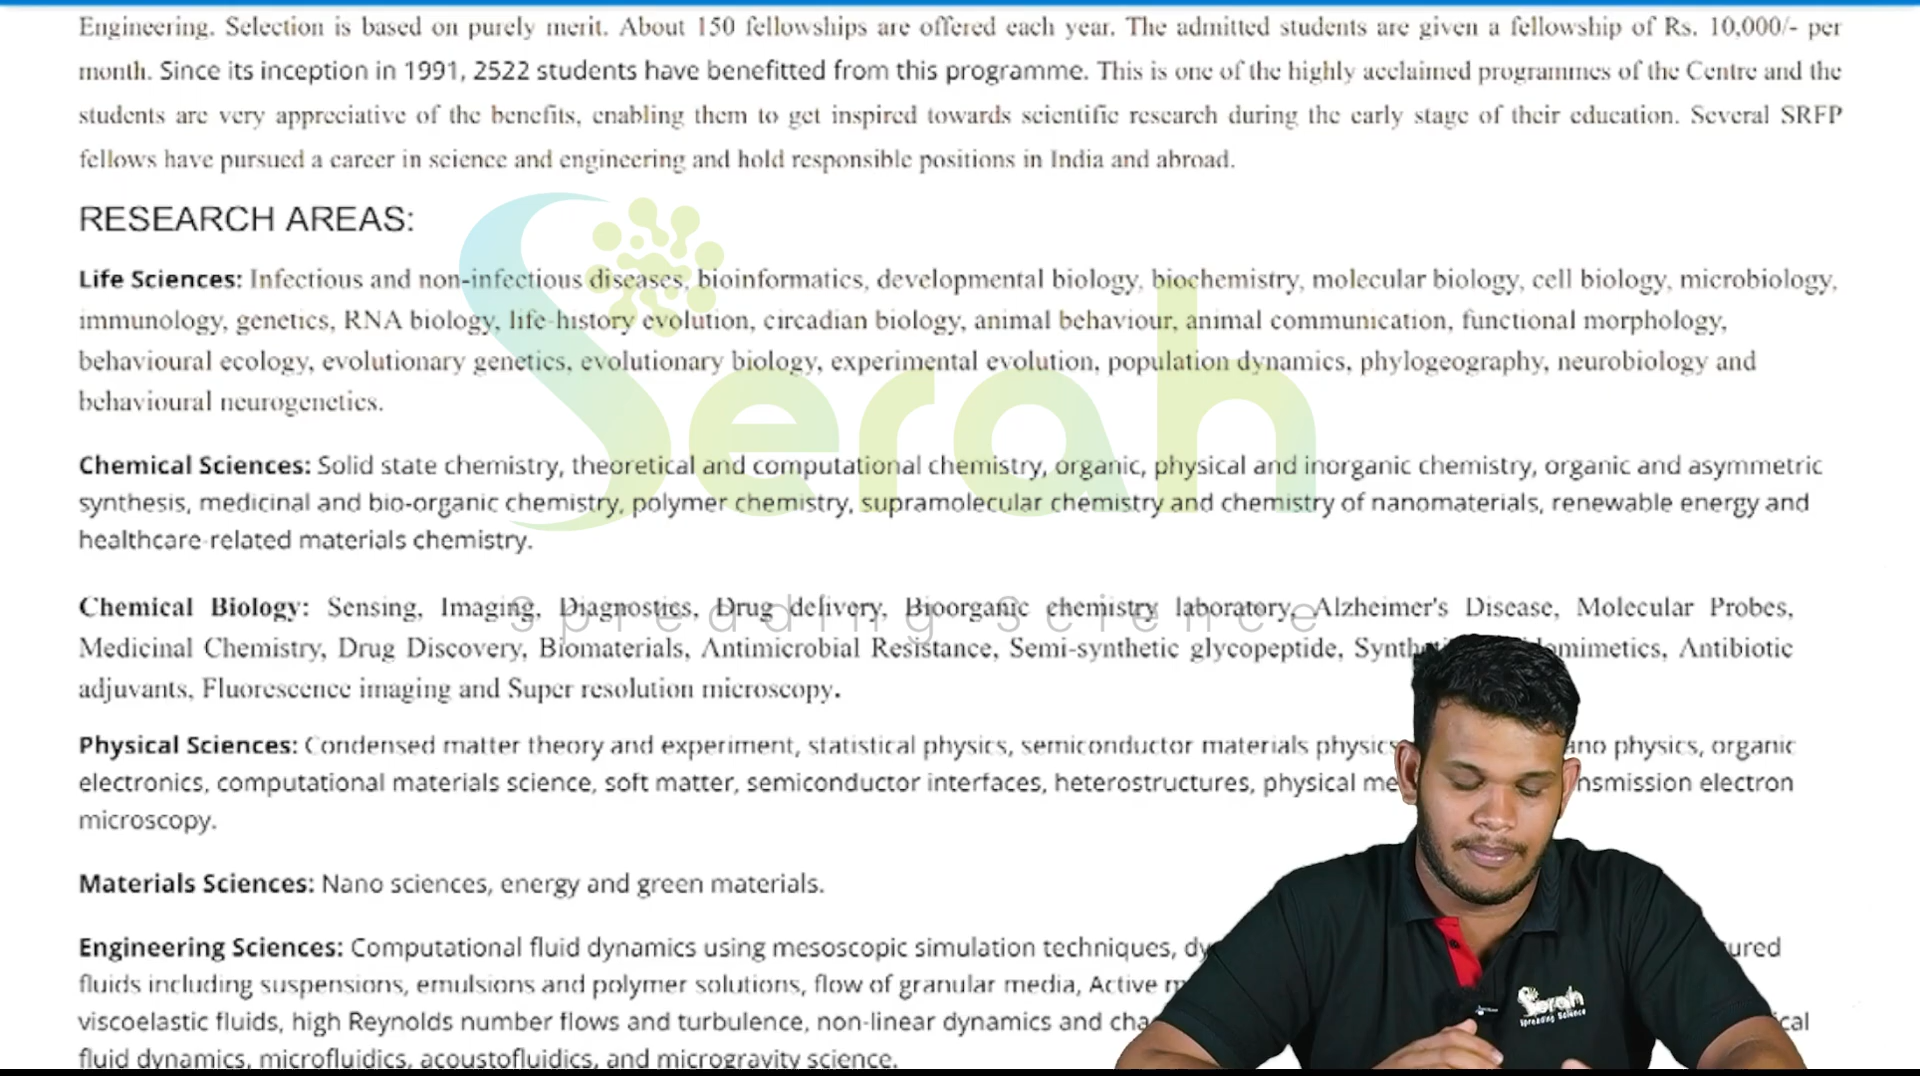 Engineering. Selection is based on purely merit. About 150 fellowships are offered each year. The admitted students are given a fellowship of Rs. 10,000/- per
month. Since its inception in 1991, 2522 students have benefitted from this programme. This is one of the highly acclaimed programmes of the Centre and the
students are very appreciative of the benefits, enabling them to get inspired towards scientific research during the early stage of their education. Several SRFP
fellows have pursued a career in science and engineering and hold responsible positions in India and abroad.
RESEARCH AREAS:
Life Sciences: Infectious and non-infectious diseases, bioinformatics, developmental biology, biochemistry, molecular biology, cell biology, microbiology,
immunology, genetics, RNA biology, life-history evolution, circadian biology, animal behaviour, animal communication, functional morphology,
behavioural ecology, evolutionary genetics, evolutionary biology, experimental evolution, population dynamics, phylogeography, neurobiology and
behavioural neurogenetics.
Serah
Chemical Sciences: Solid state chemistry, theoretical and computational chemistry, organic, physical and inorganic chemistry, organic and asymmetric
synthesis, medicinal and bio-organic chemistry, polymer chemistry, supramolecular chemistry and chemistry of nanomaterials, renewable energy and
healthcare-related materials chemistry.
Chemical Biology: Sensing, Imaging, Diagnostics, Drug delivery, Bioorganic chemistry laboratory, Alzheimer's Disease, Molecular Probes,
Spreading Science
Medicinal Chemistry, Drug Discovery, Biomaterials, Antimicrobial Resistance, Semi-synthetic glycopeptide, Antibiotic
adjuvants, Fluorescence imaging and Super resolution microscopy.
Physical Sciences: Condensed matter theory and experiment, statistical physics, semiconductor materials physics physics, organic
electronics, computational materials science, soft matter, semiconductor interfaces, heterostructures, physical electron
microscopy.
Materials Sciences: Nano sciences, energy and green materials.
Engineering Sciences: Computational fluid dynamics using mesoscopic simulation techniques,
fluids including suspensions, emulsions and polymer solutions, flow of granular media, Active
viscoelastic fluids, high Reynolds number flows and turbulence, non-linear dynamics and
fluid dynamics, microfluidics, acoustofluidics, and microgravity science.
Serah
Spreading Science